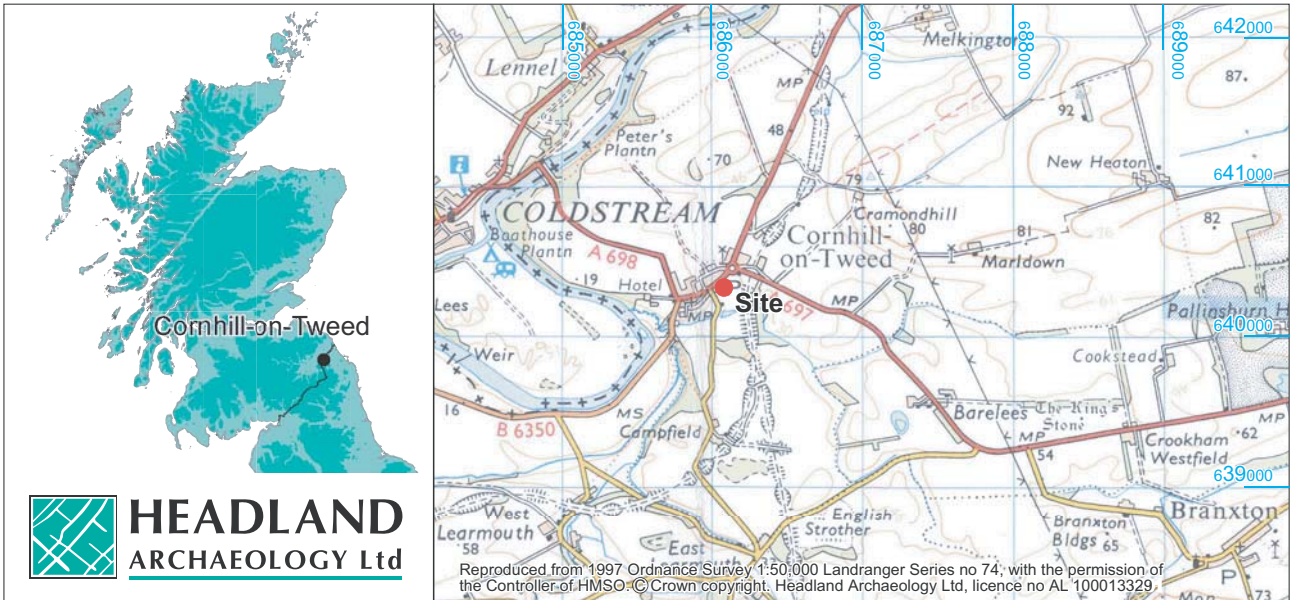 Cornhill-on-Tweed
HEADLAND
ARCHAEOLOGY Ltd
685000
686000
687000
688000
689000
642000
641000
640000
639000
Lennel
Melkington
MP
87
92
Peter's
Plantn
48
70
New Heaton
79
COLDSTREAM
Cramondhill
80
81
82
Boathouse
Plantn
Cornhill-
on-Tweed
Marldown
A 698
19
Hotel
Site
A 697
MP
MP
Lees
Pallinsburn H
Weir
Cookstead
16
MS
B 6350
Campfield
Barelees
The King's
Stone
MP
MP
54
62
Crookham
Westfield
West
Learmouth
58
English
Strother
Branxton
Branxton
Bldgs
65
East
Learmouth
P
Mon
73
Reproduced from 1997 Ordnance Survey 1:50,000 Landranger Series no 74, with the permission of
the Controller of HMSO. © Crown copyright. Headland Archaeology Ltd, licence no AL 100013329